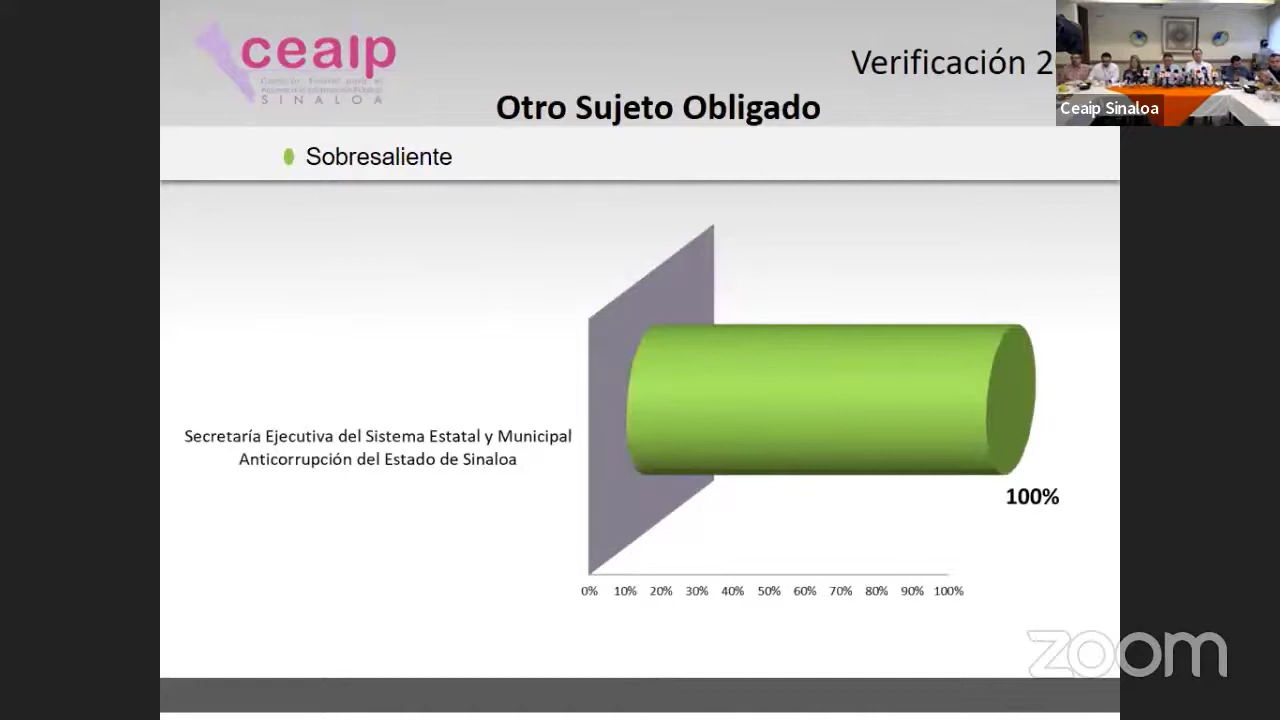 ceaip
SINALOA
Verificación 2
Otro Sujeto Obligado
Ceaip Sinaloa
Sobresaliente
Secretaría Ejecutiva del Sistema Estatal y Municipal
Anticorrupción del Estado de Sinaloa
100%
0% 10% 20% 30% 40% 50% 60% 70% 80% 90% 100%
zoom